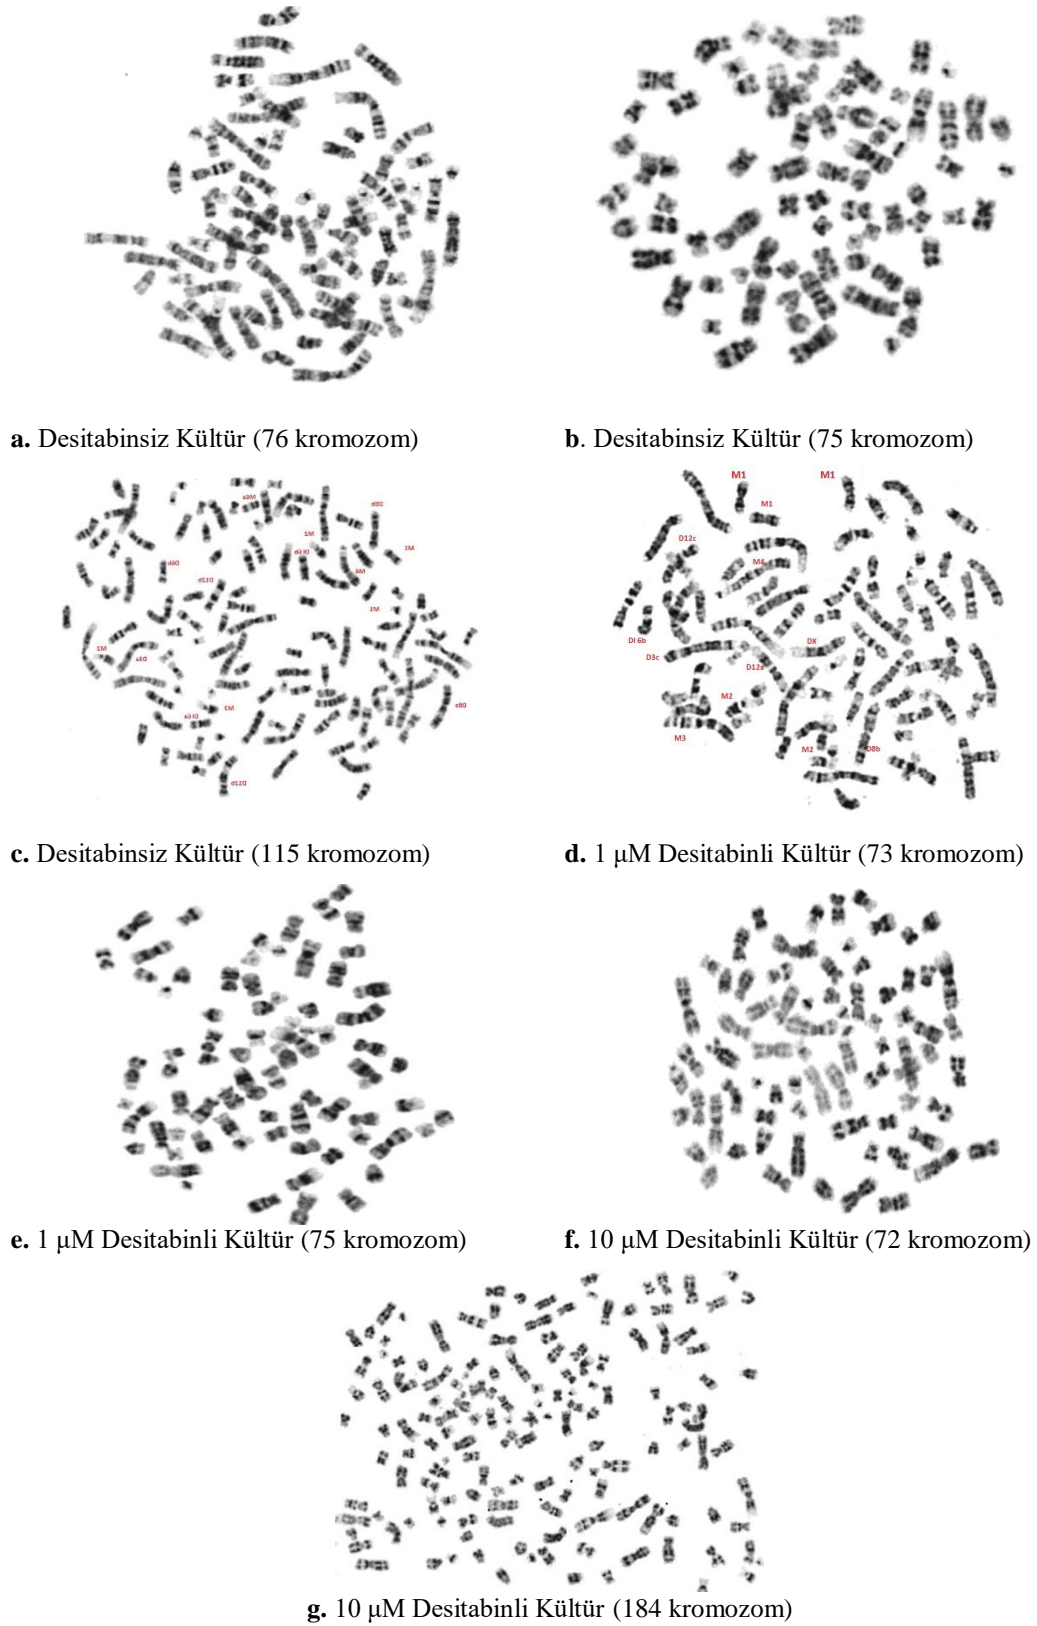 a. Desitabinsiz Kültür (76 kromozom)
b. Desitabinsiz Kültür (75 kromozom)
M1
M1
M1
D12c
M4
DI 6b
D3c
DX
D12a
M2
M3
M2
D8b
c. Desitabinsiz Kültür (115 kromozom)
d. 1 μM Desitabinli Kültür (73 kromozom)
e. 1 μM Desitabinli Kültür (75 kromozom)
f. 10 μM Desitabinli Kültür (72 kromozom)
g. 10 μM Desitabinli Kültür (184 kromozom)